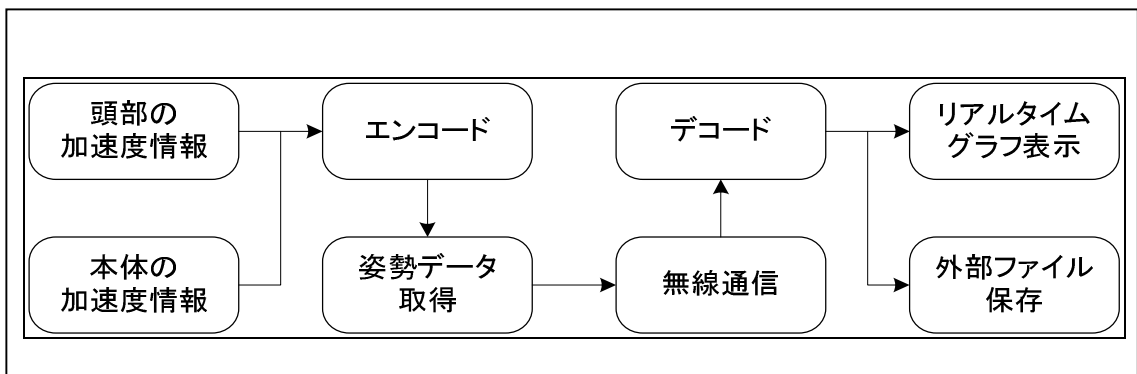 頭部の
加速度情報
エンコード
デコード
リアルタイム
グラフ表示
本体の
加速度情報
姿勢データ
取得
無線通信
外部ファイル
保存